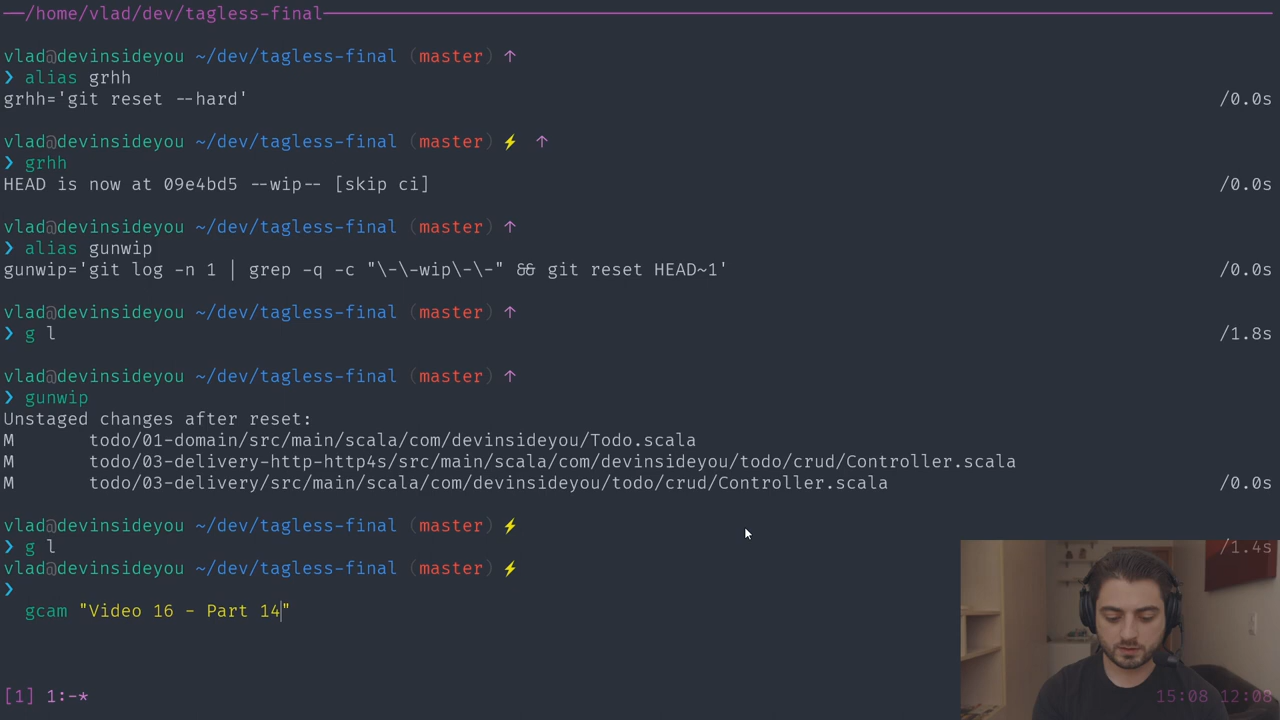 /home/vlad/dev/tagless-final
vlad@devinsideyou ~/dev/tagless-final (master) ↑
❯ alias grhh
grhh='git reset --hard' /0.0s
vlad@devinsideyou ~/dev/tagless-final (master) ⚡ ↑
❯ grhh
HEAD is now at 09e4bd5 --wip-- [skip ci] /0.0s
vlad@devinsideyou ~/dev/tagless-final (master) ↑
❯ alias gunwip
gunwip='git log -n 1 | grep -q -c "\-\-wip\-\-" && git reset HEAD~1' /0.0s
vlad@devinsideyou ~/dev/tagless-final (master) ↑
❯ g l /1.8s
vlad@devinsideyou ~/dev/tagless-final (master) ↑
❯ gunwip
Unstaged changes after reset:
M todo/01-domain/src/main/scala/com/devinsideyou/Todo.scala
M todo/03-delivery-http-http4s/src/main/scala/com/devinsideyou/todo/crud/Controller.scala
M todo/03-delivery/src/main/scala/com/devinsideyou/todo/crud/Controller.scala /0.0s
vlad@devinsideyou ~/dev/tagless-final (master) ⚡
❯ g l /1.4s
vlad@devinsideyou ~/dev/tagless-final (master) ⚡
❯
gcam "Video 16 - Part 14"
[1] 1:-* 15:08 12:08